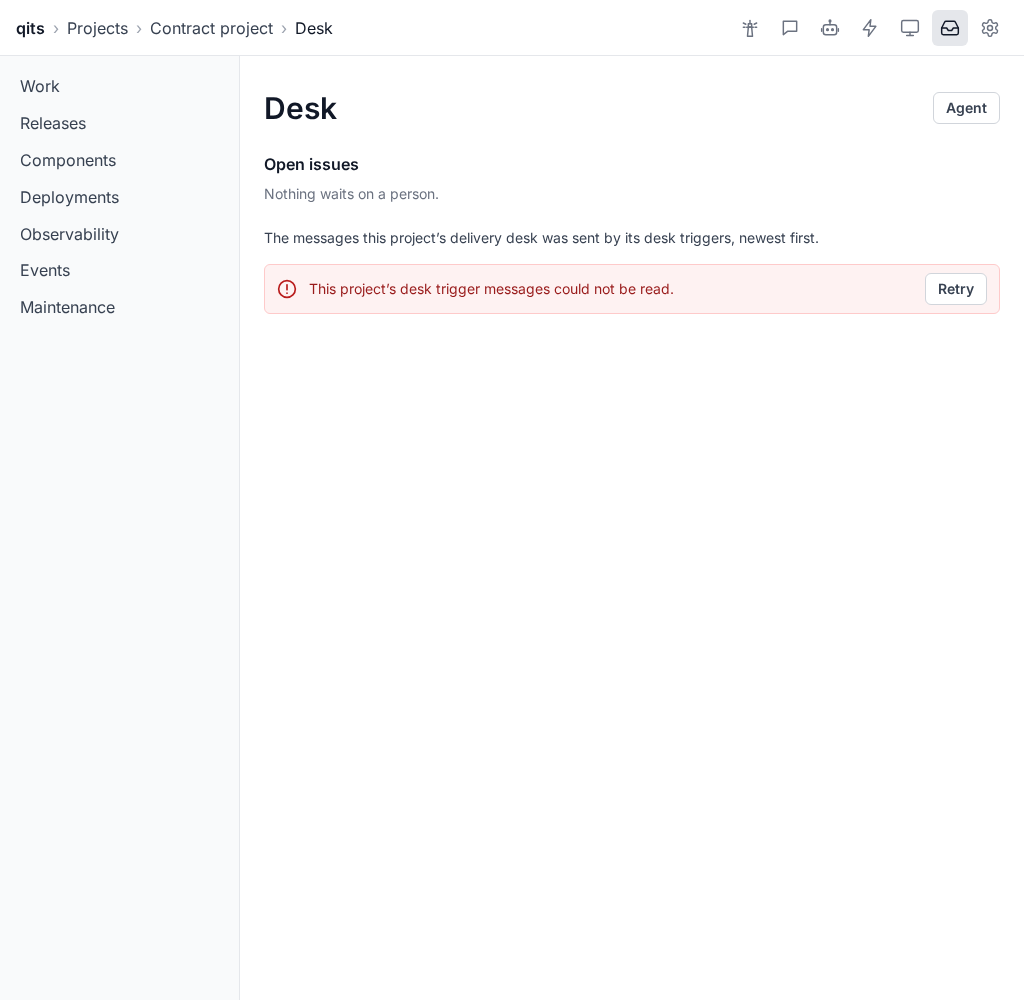 qits › Projects › Contract project › Desk
Work
Releases
Components
Deployments
Observability
Events
Maintenance
Desk
Agent
Open issues
Nothing waits on a person.
The messages this project’s delivery desk was sent by its desk triggers, newest first.
This project’s desk trigger messages could not be read.
Retry